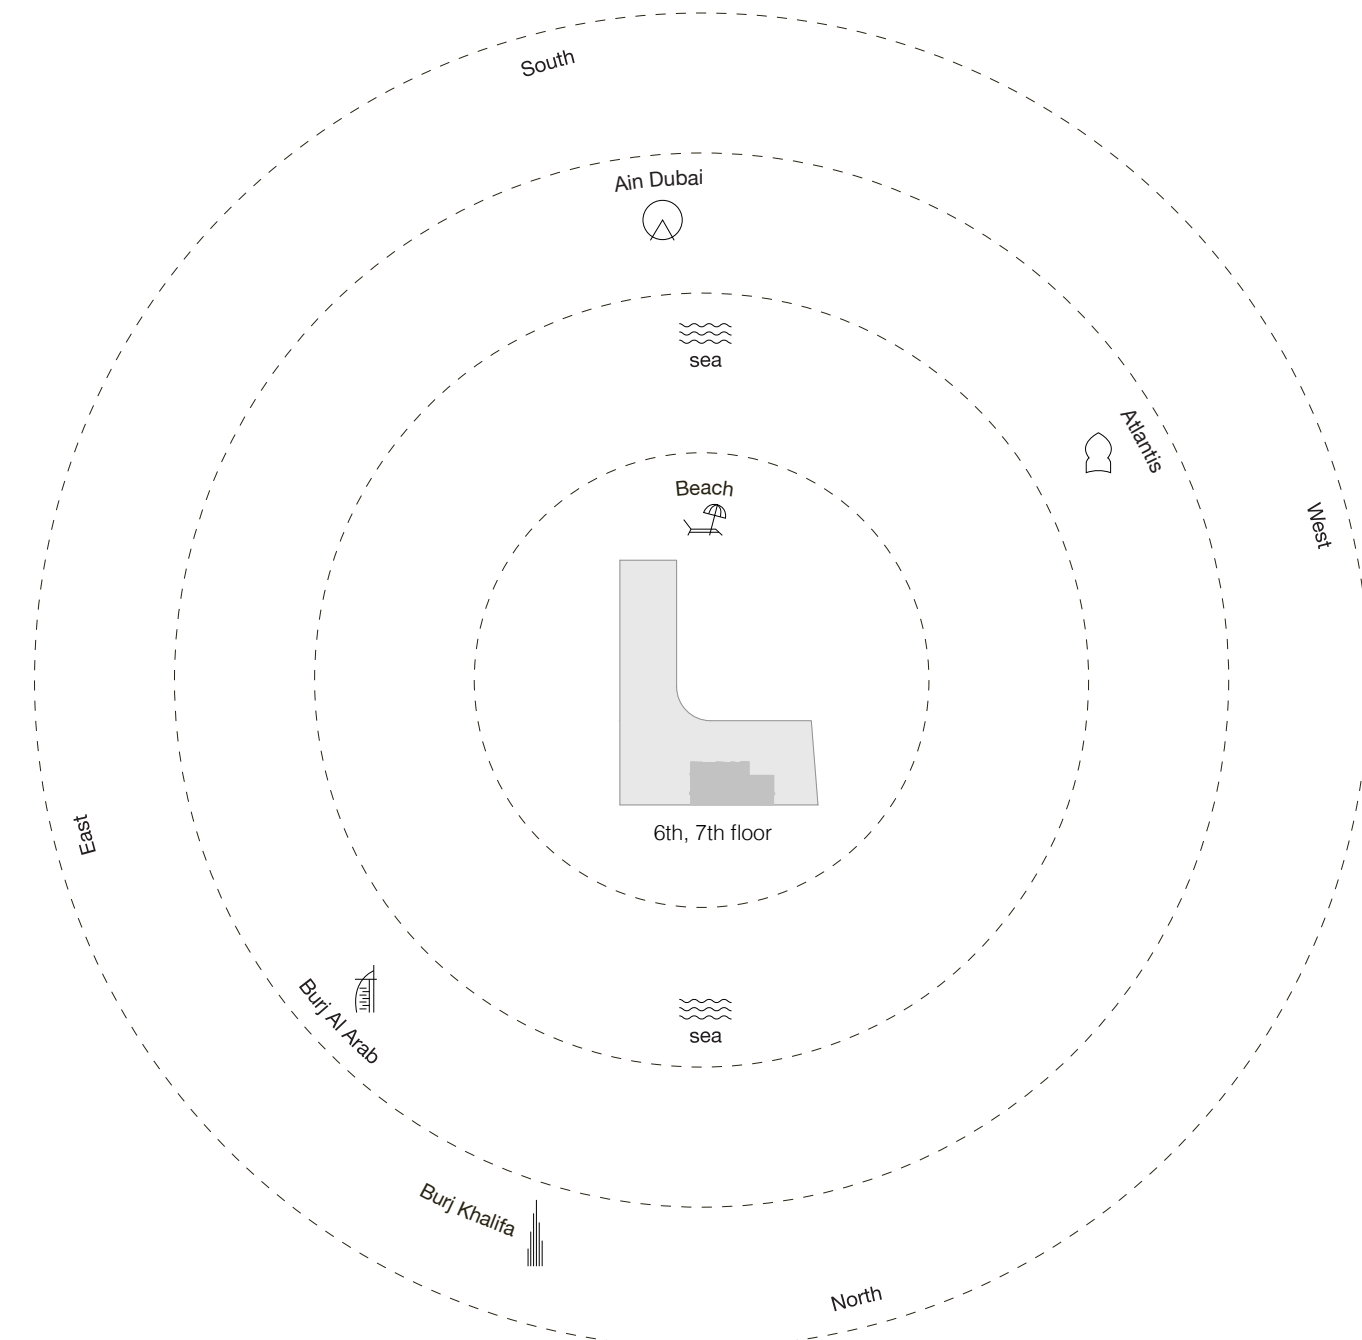 South
Ain Dubai
sea
Atlantis
Beach
West
East
6th, 7th floor
Burj Al Arab
sea
Burj Khalifa
North